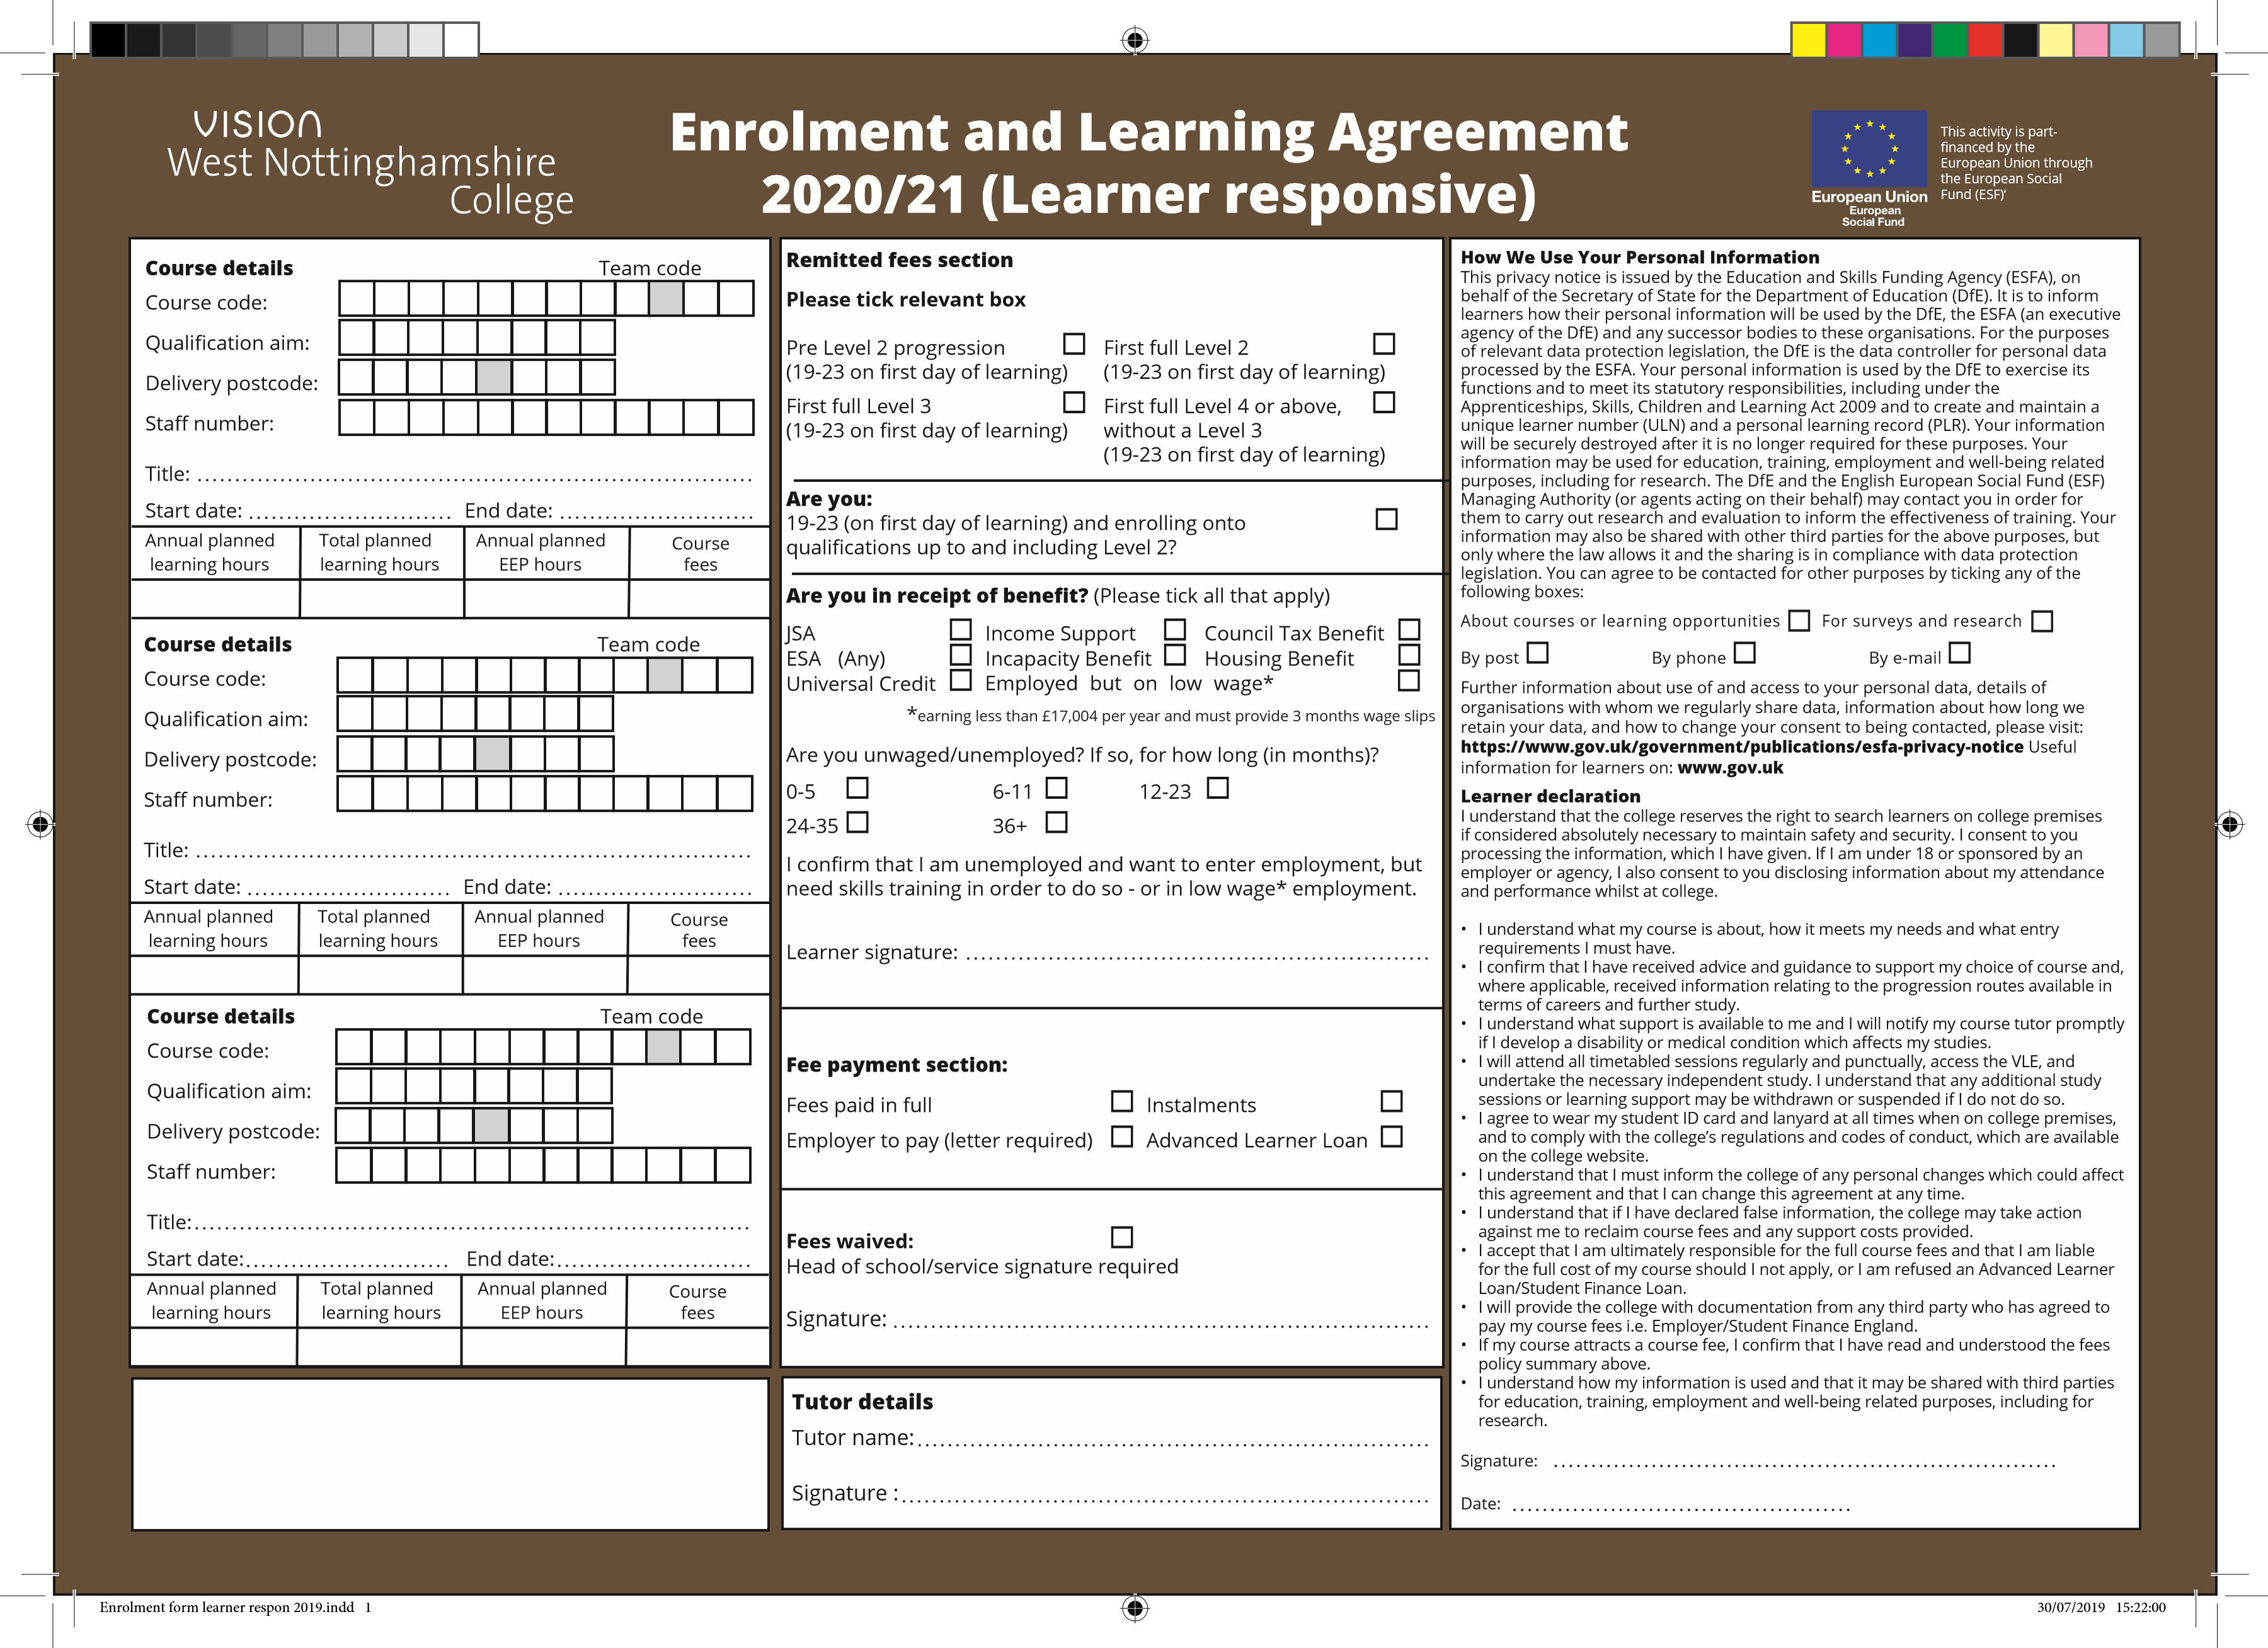 VISION
West Nottinghamshire
College
Enrolment and Learning Agreement
2020/21 (Learner responsive)
European Union
European
Social Fund
This activity is part-
financed by the
European Union through
the European Social
Fund (ESF)'
Course details Team code
Course code:
Qualification aim:
Delivery postcode:
Staff number:
Title:
Start date: End date:
Annual planned Total planned Annual planned Course
learning hours learning hours EEP hours fees
Course details Team code
Course code:
Qualification aim:
Delivery postcode:
Staff number:
Title:
Start date: End date:
Annual planned Total planned Annual planned Course
learning hours learning hours EEP hours fees
Course details Team code
Course code:
Qualification aim:
Delivery postcode:
Staff number:
Title:
Start date: End date:
Annual planned Total planned Annual planned Course
learning hours learning hours EEP hours fees
Remitted fees section
Please tick relevant box
Pre Level 2 progression First full Level 2
(19-23 on first day of learning) (19-23 on first day of learning)
First full Level 3 First full Level 4 or above,
(19-23 on first day of learning) without a Level 3
(19-23 on first day of learning)
Are you:
19-23 (on first day of learning) and enrolling onto
qualifications up to and including Level 2?
Are you in receipt of benefit? (Please tick all that apply)
JSA Income Support Council Tax Benefit
ESA (Any) Incapacity Benefit Housing Benefit
Universal Credit Employed but on low wage*
*earning less than £17,004 per year and must provide 3 months wage slips
Are you unwaged/unemployed? If so, for how long (in months)?
0-5 6-11 12-23
24-35 36+
I confirm that I am unemployed and want to enter employment, but
need skills training in order to do so - or in low wage* employment.
Learner signature:
Fee payment section:
Fees paid in full Instalments
Employer to pay (letter required) Advanced Learner Loan
Fees waived:
Head of school/service signature required
Signature:
Tutor details
Tutor name:
Signature :
How We Use Your Personal Information
This privacy notice is issued by the Education and Skills Funding Agency (ESFA), on
behalf of the Secretary of State for the Department of Education (DfE). It is to inform
learners how their personal information will be used by the DfE, the ESFA (an executive
agency of the DfE) and any successor bodies to these organisations. For the purposes
of relevant data protection legislation, the DfE is the data controller for personal data
processed by the ESFA. Your personal information is used by the DfE to exercise its
functions and to meet its statutory responsibilities, including under the
Apprenticeships, Skills, Children and Learning Act 2009 and to create and maintain a
unique learner number (ULN) and a personal learning record (PLR). Your information
will be securely destroyed after it is no longer required for these purposes. Your
information may be used for education, training, employment and well-being related
purposes, including for research. The DfE and the English European Social Fund (ESF)
Managing Authority (or agents acting on their behalf) may contact you in order for
them to carry out research and evaluation to inform the effectiveness of training. Your
information may also be shared with other third parties for the above purposes, but
only where the law allows it and the sharing is in compliance with data protection
legislation. You can agree to be contacted for other purposes by ticking any of the
following boxes:
About courses or learning opportunities For surveys and research
By post By phone By e-mail
Further information about use of and access to your personal data, details of
organisations with whom we regularly share data, information about how long we
retain your data, and how to change your consent to being contacted, please visit:
https://www.gov.uk/government/publications/esfa-privacy-notice Useful
information for learners on: www.gov.uk
Learner declaration
I understand that the college reserves the right to search learners on college premises
if considered absolutely necessary to maintain safety and security. I consent to you
processing the information, which I have given. If I am under 18 or sponsored by an
employer or agency, I also consent to you disclosing information about my attendance
and performance whilst at college.
• I understand what my course is about, how it meets my needs and what entry
requirements I must have.
• I confirm that I have received advice and guidance to support my choice of course and,
where applicable, received information relating to the progression routes available in
terms of careers and further study.
• I understand what support is available to me and I will notify my course tutor promptly
if I develop a disability or medical condition which affects my studies.
• I will attend all timetabled sessions regularly and punctually, access the VLE, and
undertake the necessary independent study. I understand that any additional study
sessions or learning support may be withdrawn or suspended if I do not do so.
• I agree to wear my student ID card and lanyard at all times when on college premises,
and to comply with the college's regulations and codes of conduct, which are available
on the college website.
• I understand that I must inform the college of any personal changes which could affect
this agreement and that I can change this agreement at any time.
• I understand that if I have declared false information, the college may take action
against me to reclaim course fees and any support costs provided.
• I accept that I am ultimately responsible for the full course fees and that I am liable
for the full cost of my course should I not apply, or I am refused an Advanced Learner
Loan/Student Finance Loan.
• I will provide the college with documentation from any third party who has agreed to
pay my course fees i.e. Employer/Student Finance England.
• If my course attracts a course fee, I confirm that I have read and understood the fees
policy summary above.
• I understand how my information is used and that it may be shared with third parties
for education, training, employment and well-being related purposes, including for
research.
Signature:
Date:
Enrolment form learner respon 2019.indd 1 30/07/2019 15:22:00